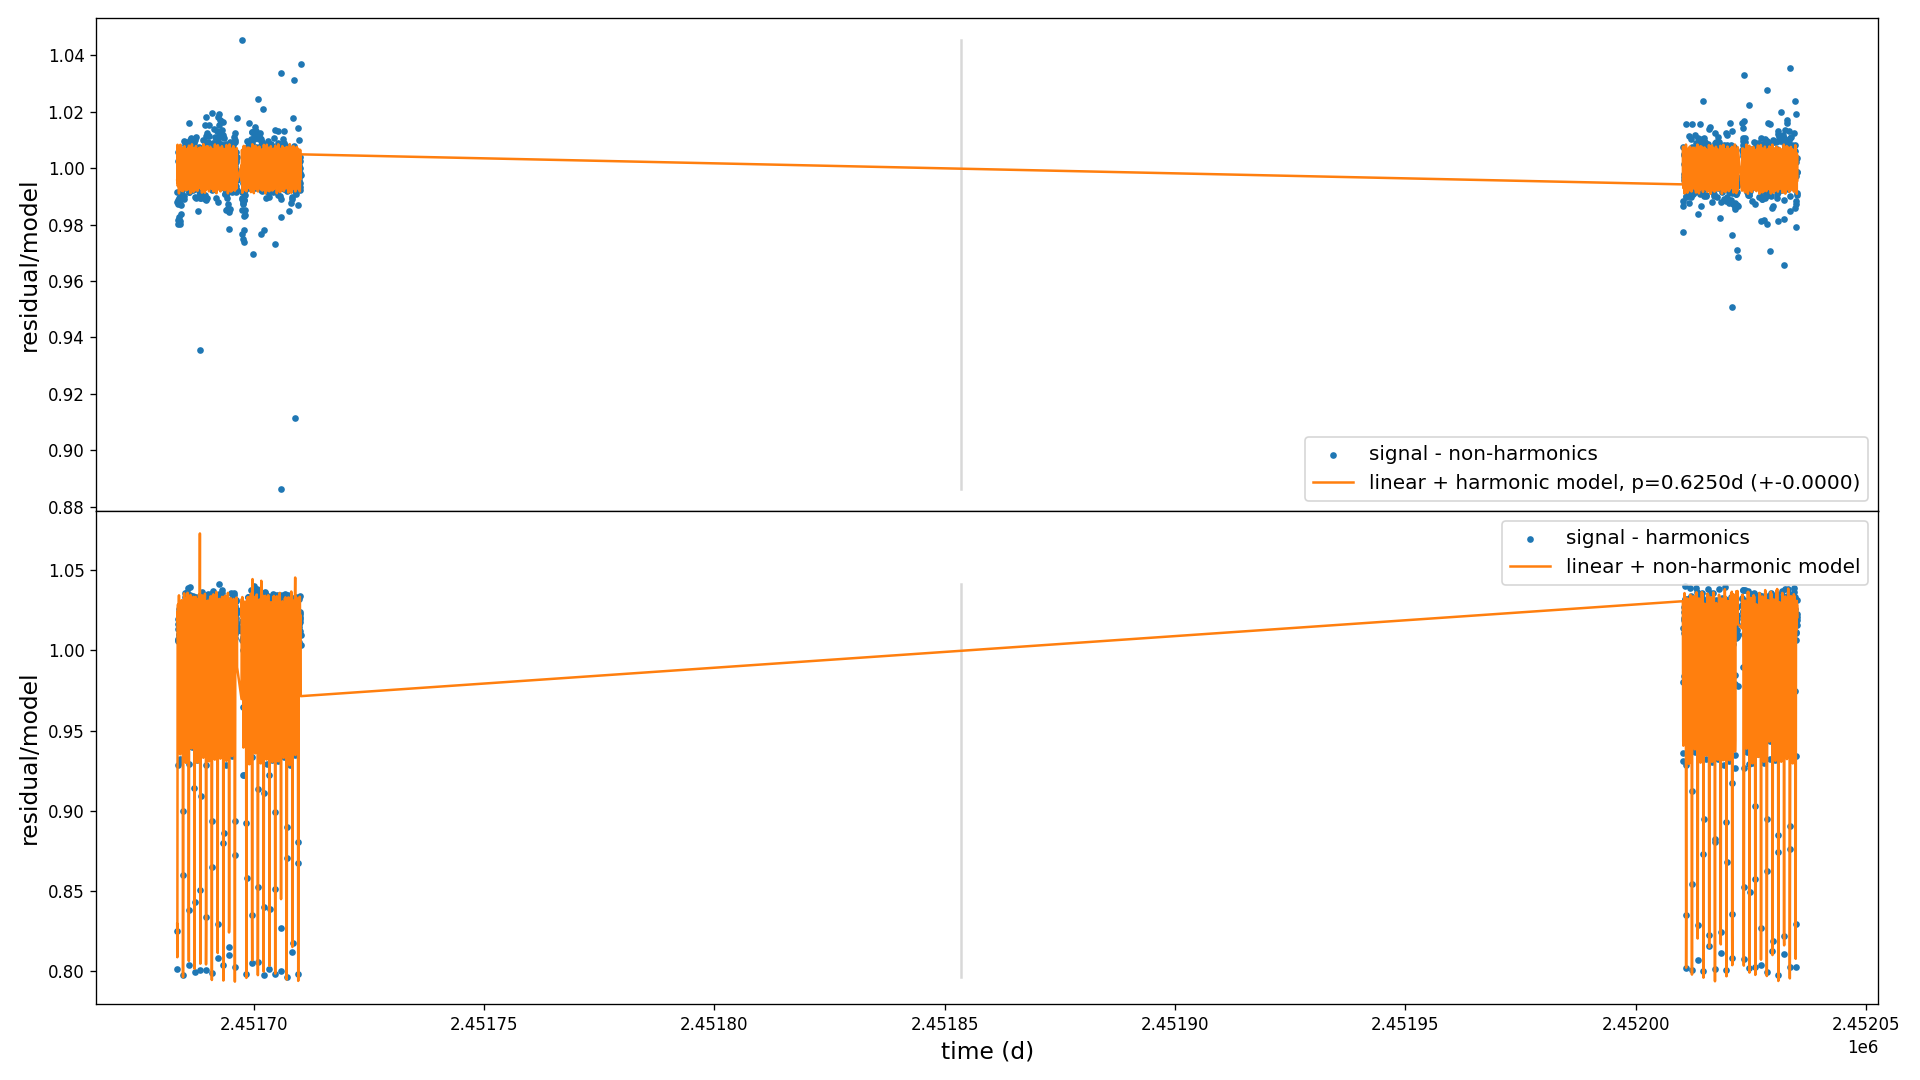 1.04
1.02
1.00
0.98
0.96
0.94
0.92
0.90
0.88
residual/model
signal - non-harmonics
linear + harmonic model, p=0.6250d (+-0.0000)
1.05
1.00
0.95
0.90
0.85
0.80
residual/model
signal - harmonics
linear + non-harmonic model
2.45170 2.45175 2.45180 2.45185 2.45190 2.45195 2.45200 2.45205
1e6
time (d)